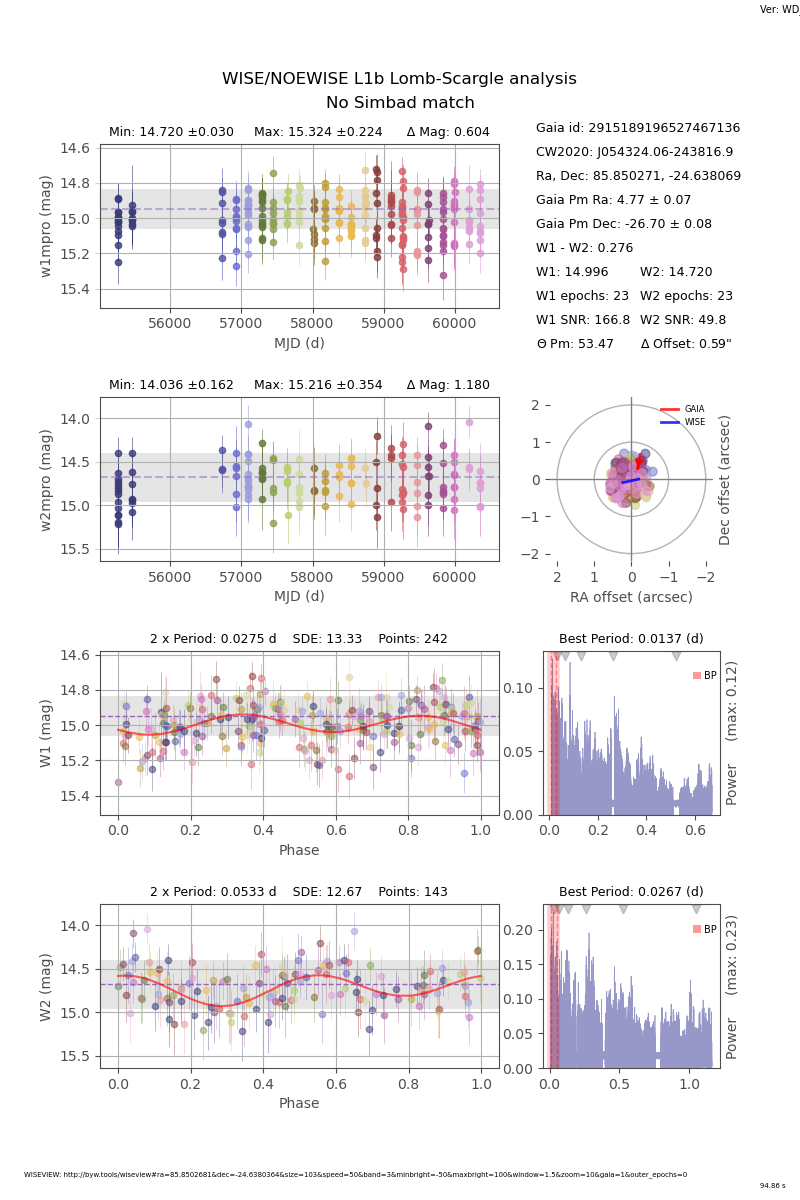 Ver: WD_
WISE/NOEWISE L1b Lomb-Scargle analysis
No Simbad match
Min: 14.720 ±0.030 Max: 15.324 ±0.224 Δ Mag: 0.604
14.6
14.8
15.0
15.2
15.4
w1mpro (mag)
56000 57000 58000 59000 60000
MJD (d)
Gaia id: 2915189196527467136
CW2020: J054324.06-243816.9
Ra, Dec: 85.850271, -24.638069
Gaia Pm Ra: 4.77 ± 0.07
Gaia Pm Dec: -26.70 ± 0.08
W1 - W2: 0.276
W1: 14.996 W2: 14.720
W1 epochs: 23 W2 epochs: 23
W1 SNR: 166.8 W2 SNR: 49.8
Θ Pm: 53.47 Δ Offset: 0.59"
Min: 14.036 ±0.162 Max: 15.216 ±0.354 Δ Mag: 1.180
14.0
14.5
15.0
15.5
w2mpro (mag)
56000 57000 58000 59000 60000
MJD (d)
GAIA
WISE
2
1
0
−1
−2
Dec offset (arcsec)
2 1 0 −1 −2
RA offset (arcsec)
2 x Period: 0.0275 d SDE: 13.33 Points: 242
14.6
14.8
15.0
15.2
15.4
W1 (mag)
0.0 0.2 0.4 0.6 0.8 1.0
Phase
Best Period: 0.0137 (d)
BP
0.10
0.05
0.00
0.0 0.2 0.4 0.6
Power (max: 0.12)
2 x Period: 0.0533 d SDE: 12.67 Points: 143
14.0
14.5
15.0
15.5
W2 (mag)
0.0 0.2 0.4 0.6 0.8 1.0
Phase
Best Period: 0.0267 (d)
BP
0.20
0.15
0.10
0.05
0.00
0.0 0.5 1.0
Power (max: 0.23)
WISEVIEW: http://byw.tools/wiseview#ra=85.8502681&dec=-24.6380364&size=103&speed=50&band=3&minbright=-50&maxbright=100&window=1.5&zoom=10&gaia=1&outer_epochs=0
94.86 s